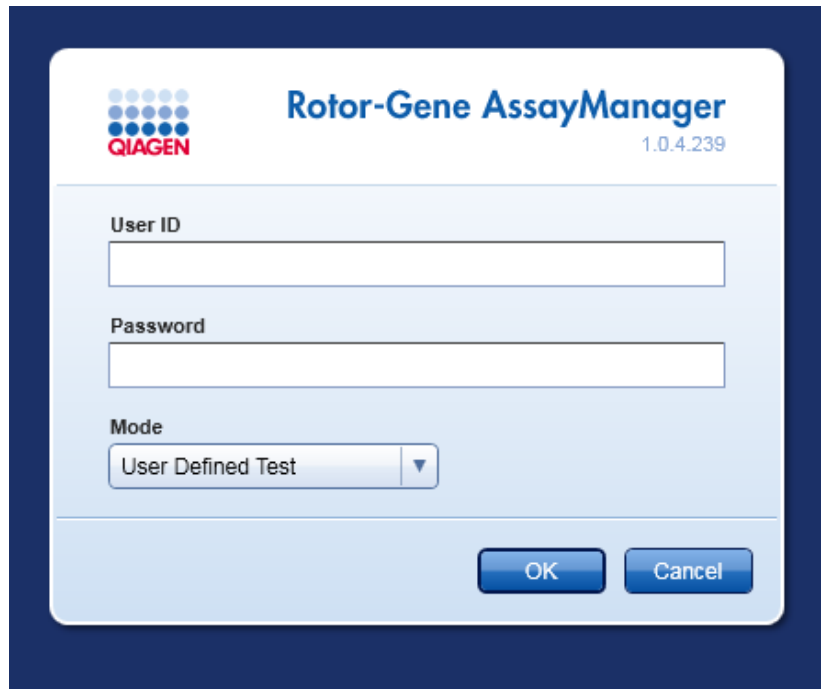 Rotor-Gene AssayManager
QIAGEN
1.0.4.239
User ID
Password
Mode
User Defined Test
OK Cancel